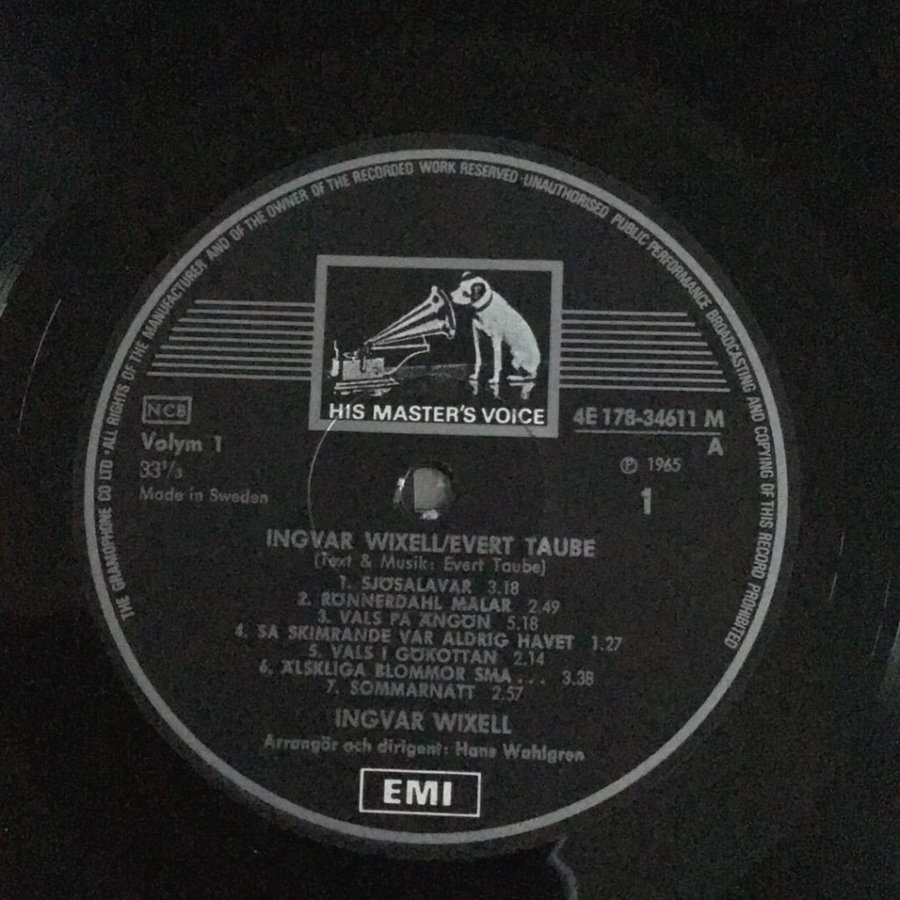 THE GRAMOPHONE CO LTD · ALL RIGHTS OF THE MANUFACTURER AND OF THE OWNER OF THE RECORDED WORK RESERVED · UNAUTHORISED PUBLIC PERFORMANCE BROADCASTING AND COPYING OF THIS RECORD PROHIBITED
HIS MASTER'S VOICE
NCB
Volym 1
33⅓
Made in Sweden
4E 178-34611 M
A
℗ 1965
1
INGVAR WIXELL/EVERT TAUBE
(Text & Musik: Evert Taube)
1. SJÖSALAVÅR 3.18
2. RÖNNERDAHL MÅLAR 2.49
3. VALS PÅ ÄNGÖN 5.18
4. SÅ SKIMRANDE VAR ALDRIG HAVET 1.27
5. VALS I GÖKOTTAN 2.14
6. ÄLSKLIGA BLOMMOR SMÅ... 3.38
7. SOMMARNATT 2.57
INGVAR WIXELL
Arrangör och dirigent: Hans Wahlgren
EMI